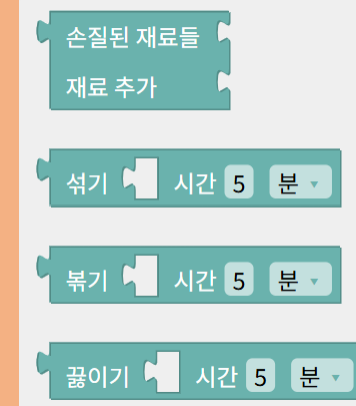 손질된 재료들
재료 추가
섞기 시간 5 분
볶기 시간 5 분
끓이기 시간 5 분